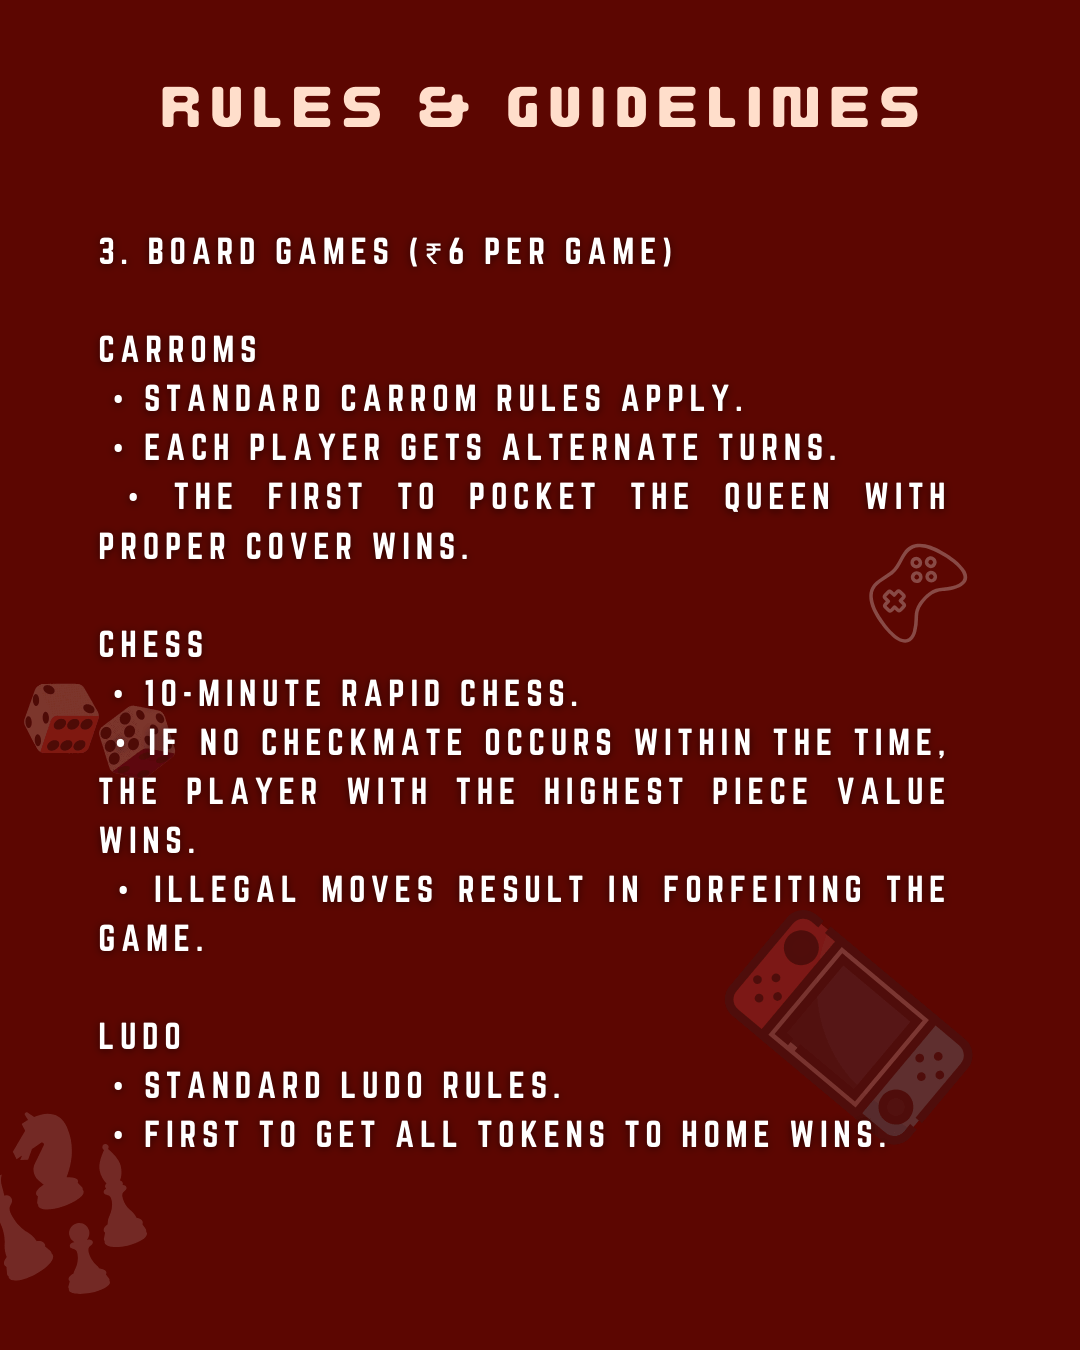 RULES & GUIDELINES
3. BOARD GAMES (₹6 PER GAME)
CARROMS
• STANDARD CARROM RULES APPLY.
• EACH PLAYER GETS ALTERNATE TURNS.
• THE FIRST TO POCKET THE QUEEN WITH
PROPER COVER WINS.
CHESS
• 10-MINUTE RAPID CHESS.
• IF NO CHECKMATE OCCURS WITHIN THE TIME,
THE PLAYER WITH THE HIGHEST PIECE VALUE
WINS.
• ILLEGAL MOVES RESULT IN FORFEITING THE
GAME.
LUDO
• STANDARD LUDO RULES.
• FIRST TO GET ALL TOKENS TO HOME WINS.